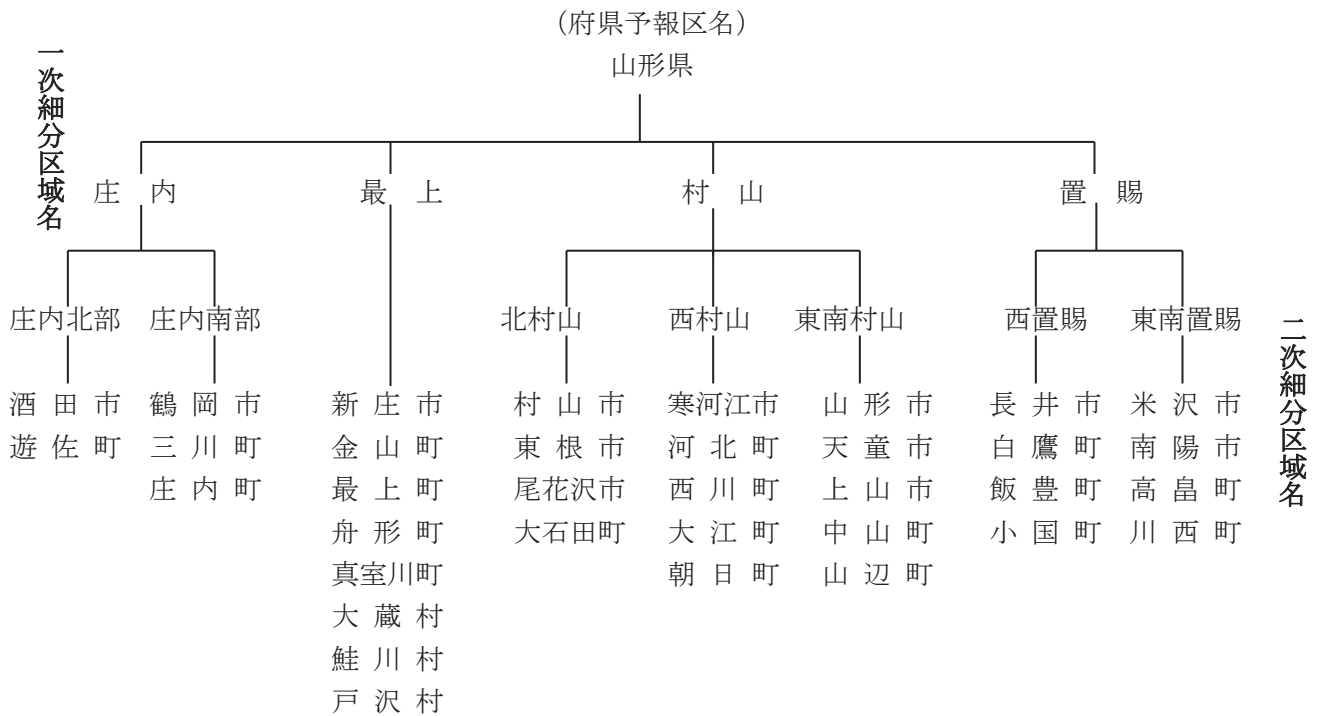 (府県予報区名)
山形県
一次細分区域名
庄内 最上 村山 置賜
庄内北部 庄内南部 北村山 西村山 東南村山 西置賜 東南置賜
二次細分区域名
酒田市 鶴岡市 新庄市 村山市 寒河江市 山形市 長井市 米沢市
遊佐町 三川町 金山町 東根市 河北町 天童市 白鷹町 南陽市
庄内町 最上町 尾花沢市 西川町 上山市 飯豊町 高畠町
舟形町 大石田町 大江町 中山町 小国町 川西町
真室川町 朝日町 山辺町
大蔵村
鮭川村
戸沢村